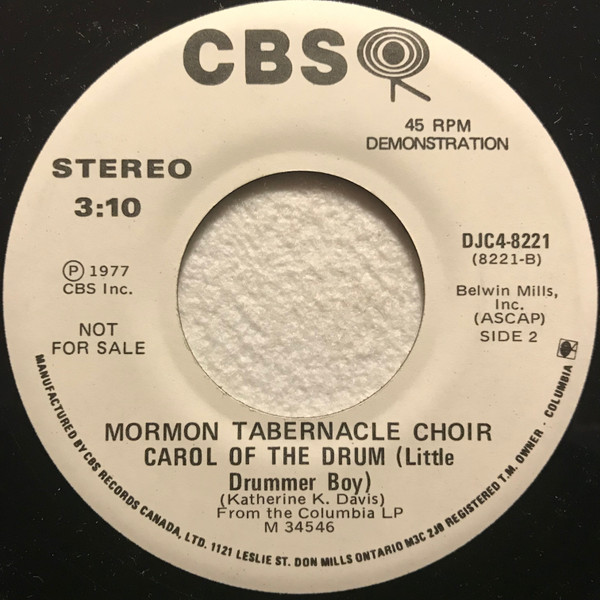 CBS
45 RPM
DEMONSTRATION
STEREO
3:10
DJC4-8221
(8221-B)
℗ 1977
CBS Inc.
Belwin Mills,
Inc.
(ASCAP)
SIDE 2
NOT
FOR SALE
MORMON TABERNACLE CHOIR
CAROL OF THE DRUM (Little
Drummer Boy)
(Katherine K. Davis)
From the Columbia LP
M 34546
MANUFACTURED BY CBS RECORDS CANADA, LTD. 1121 LESLIE ST. DON MILLS ONTARIO M3C 2J8 REGISTERED T.M. OWNER · COLUMBIA